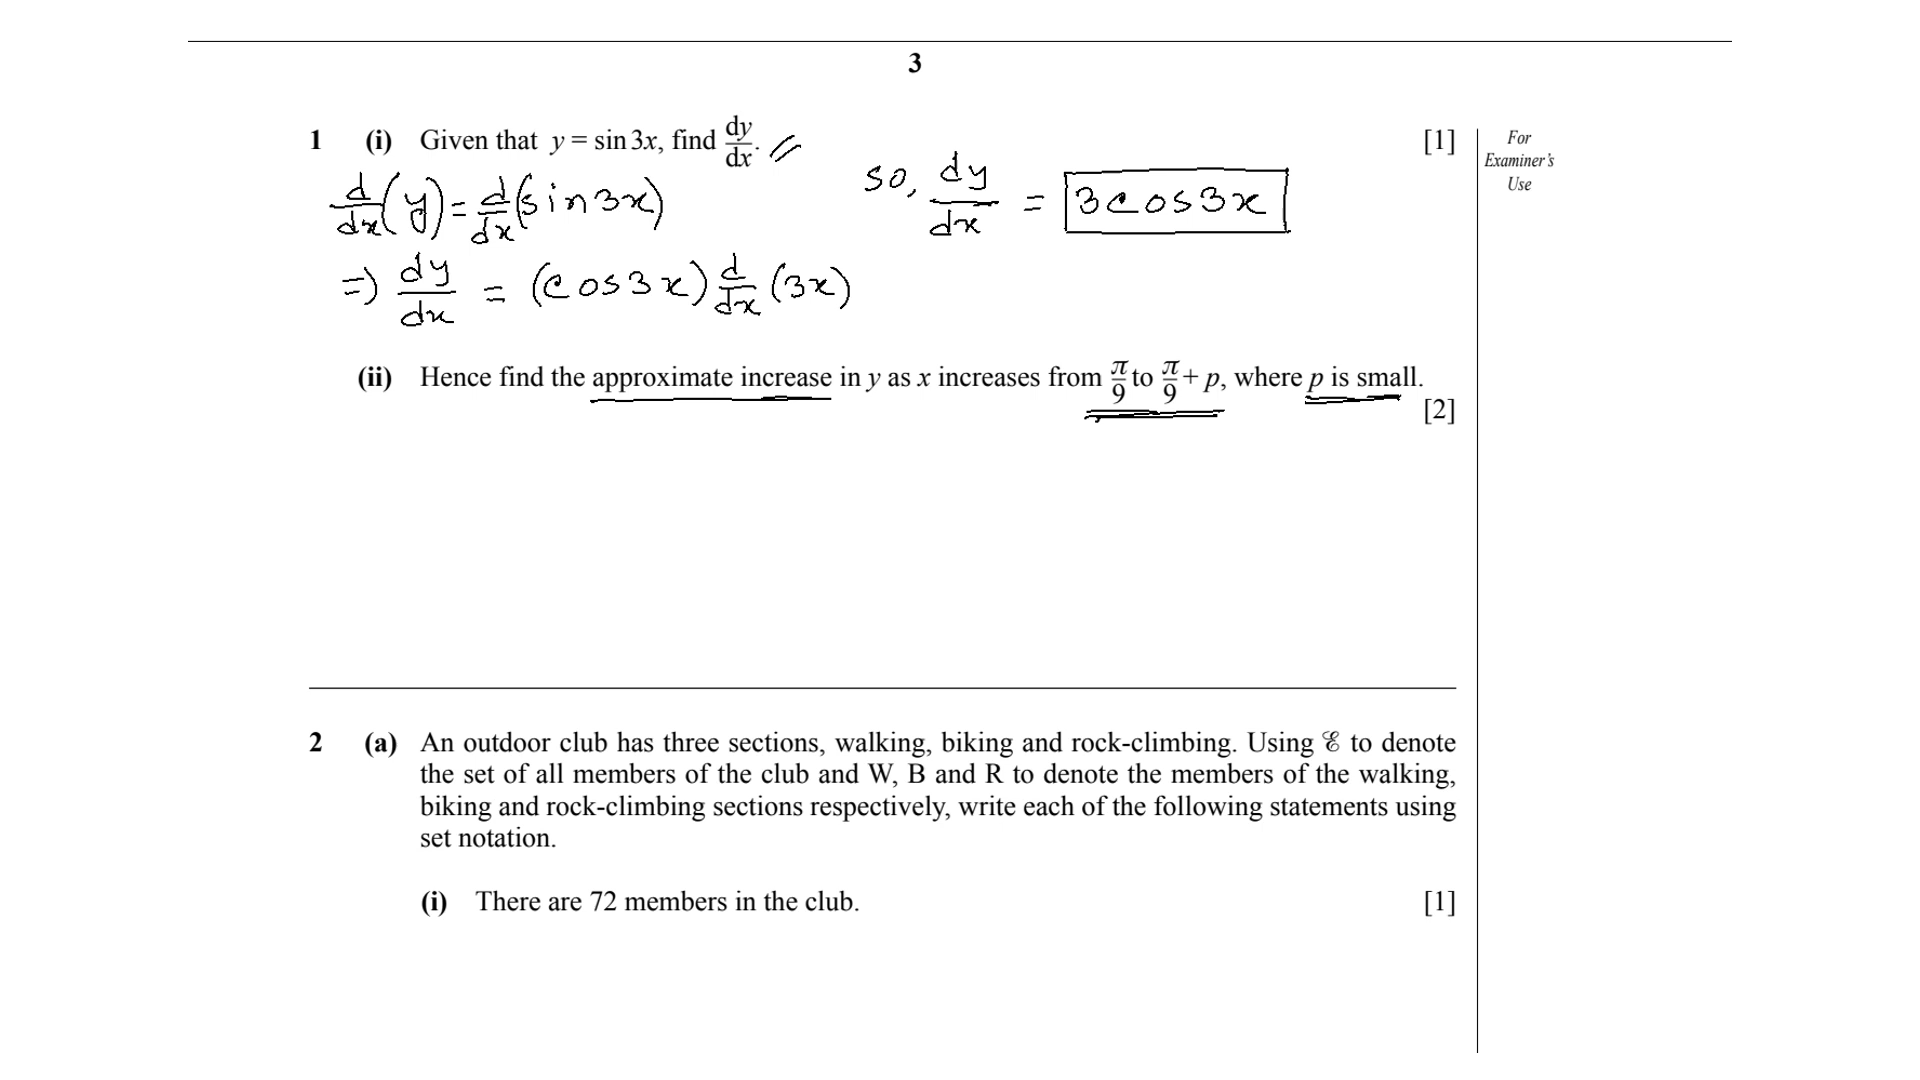 3
1 (i) Given that y = sin 3x, find dy/dx. [1]
For
Examiner's
Use
d/dx (y) = d/dx (sin3x)
so, dy/dx = 3cos3x
=) dy/dx = (cos3x) d/dx (3x)
(ii) Hence find the approximate increase in y as x increases from π/9 to π/9 + p, where p is small.
[2]
2 (a) An outdoor club has three sections, walking, biking and rock-climbing. Using ℰ to denote
the set of all members of the club and W, B and R to denote the members of the walking,
biking and rock-climbing sections respectively, write each of the following statements using
set notation.
(i) There are 72 members in the club. [1]